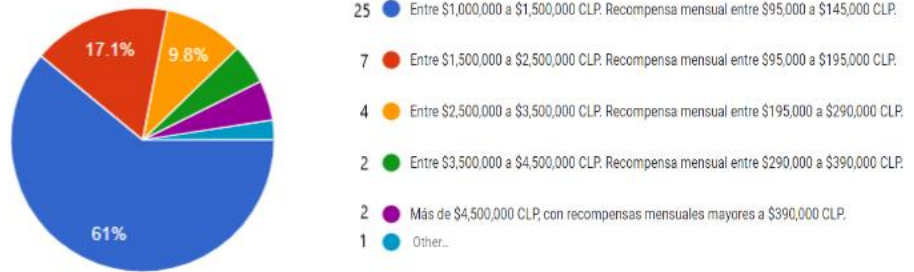 17.1%
9.8%
61%
25 Entre $1,000,000 a $1,500,000 CLP. Recompensa mensual entre $95,000 a $145,000 CLP.
7 Entre $1,500,000 a $2,500,000 CLP. Recompensa mensual entre $95,000 a $195,000 CLP.
4 Entre $2,500,000 a $3,500,000 CLP. Recompensa mensual entre $195,000 a $290,000 CLP.
2 Entre $3,500,000 a $4,500,000 CLP. Recompensa mensual entre $290,000 a $390,000 CLP.
2 Más de $4,500,000 CLP, con recompensas mensuales mayores a $390,000 CLP.
1 Other...